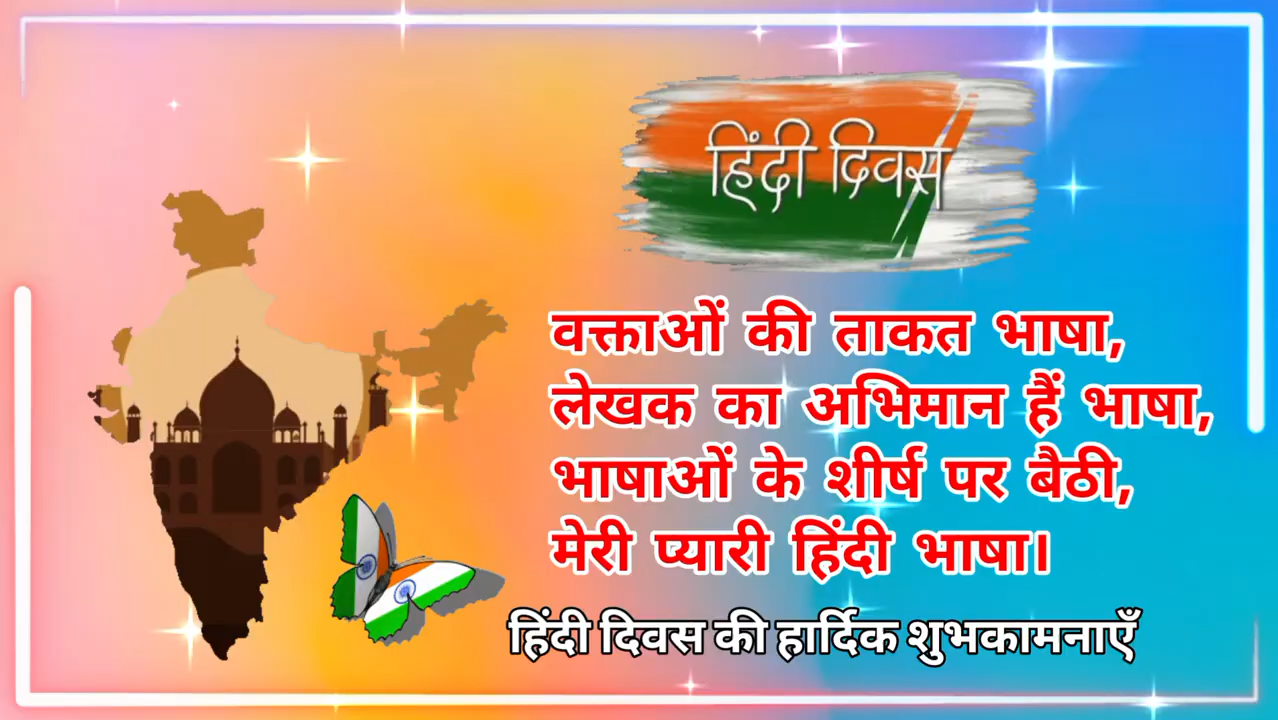 हिंदी दिवस
वक्ताओं की ताकत भाषा,
लेखक का अभिमान हैं भाषा,
भाषाओं के शीर्ष पर बैठी,
मेरी प्यारी हिंदी भाषा।
हिंदी दिवस की हार्दिक शुभकामनाएँ